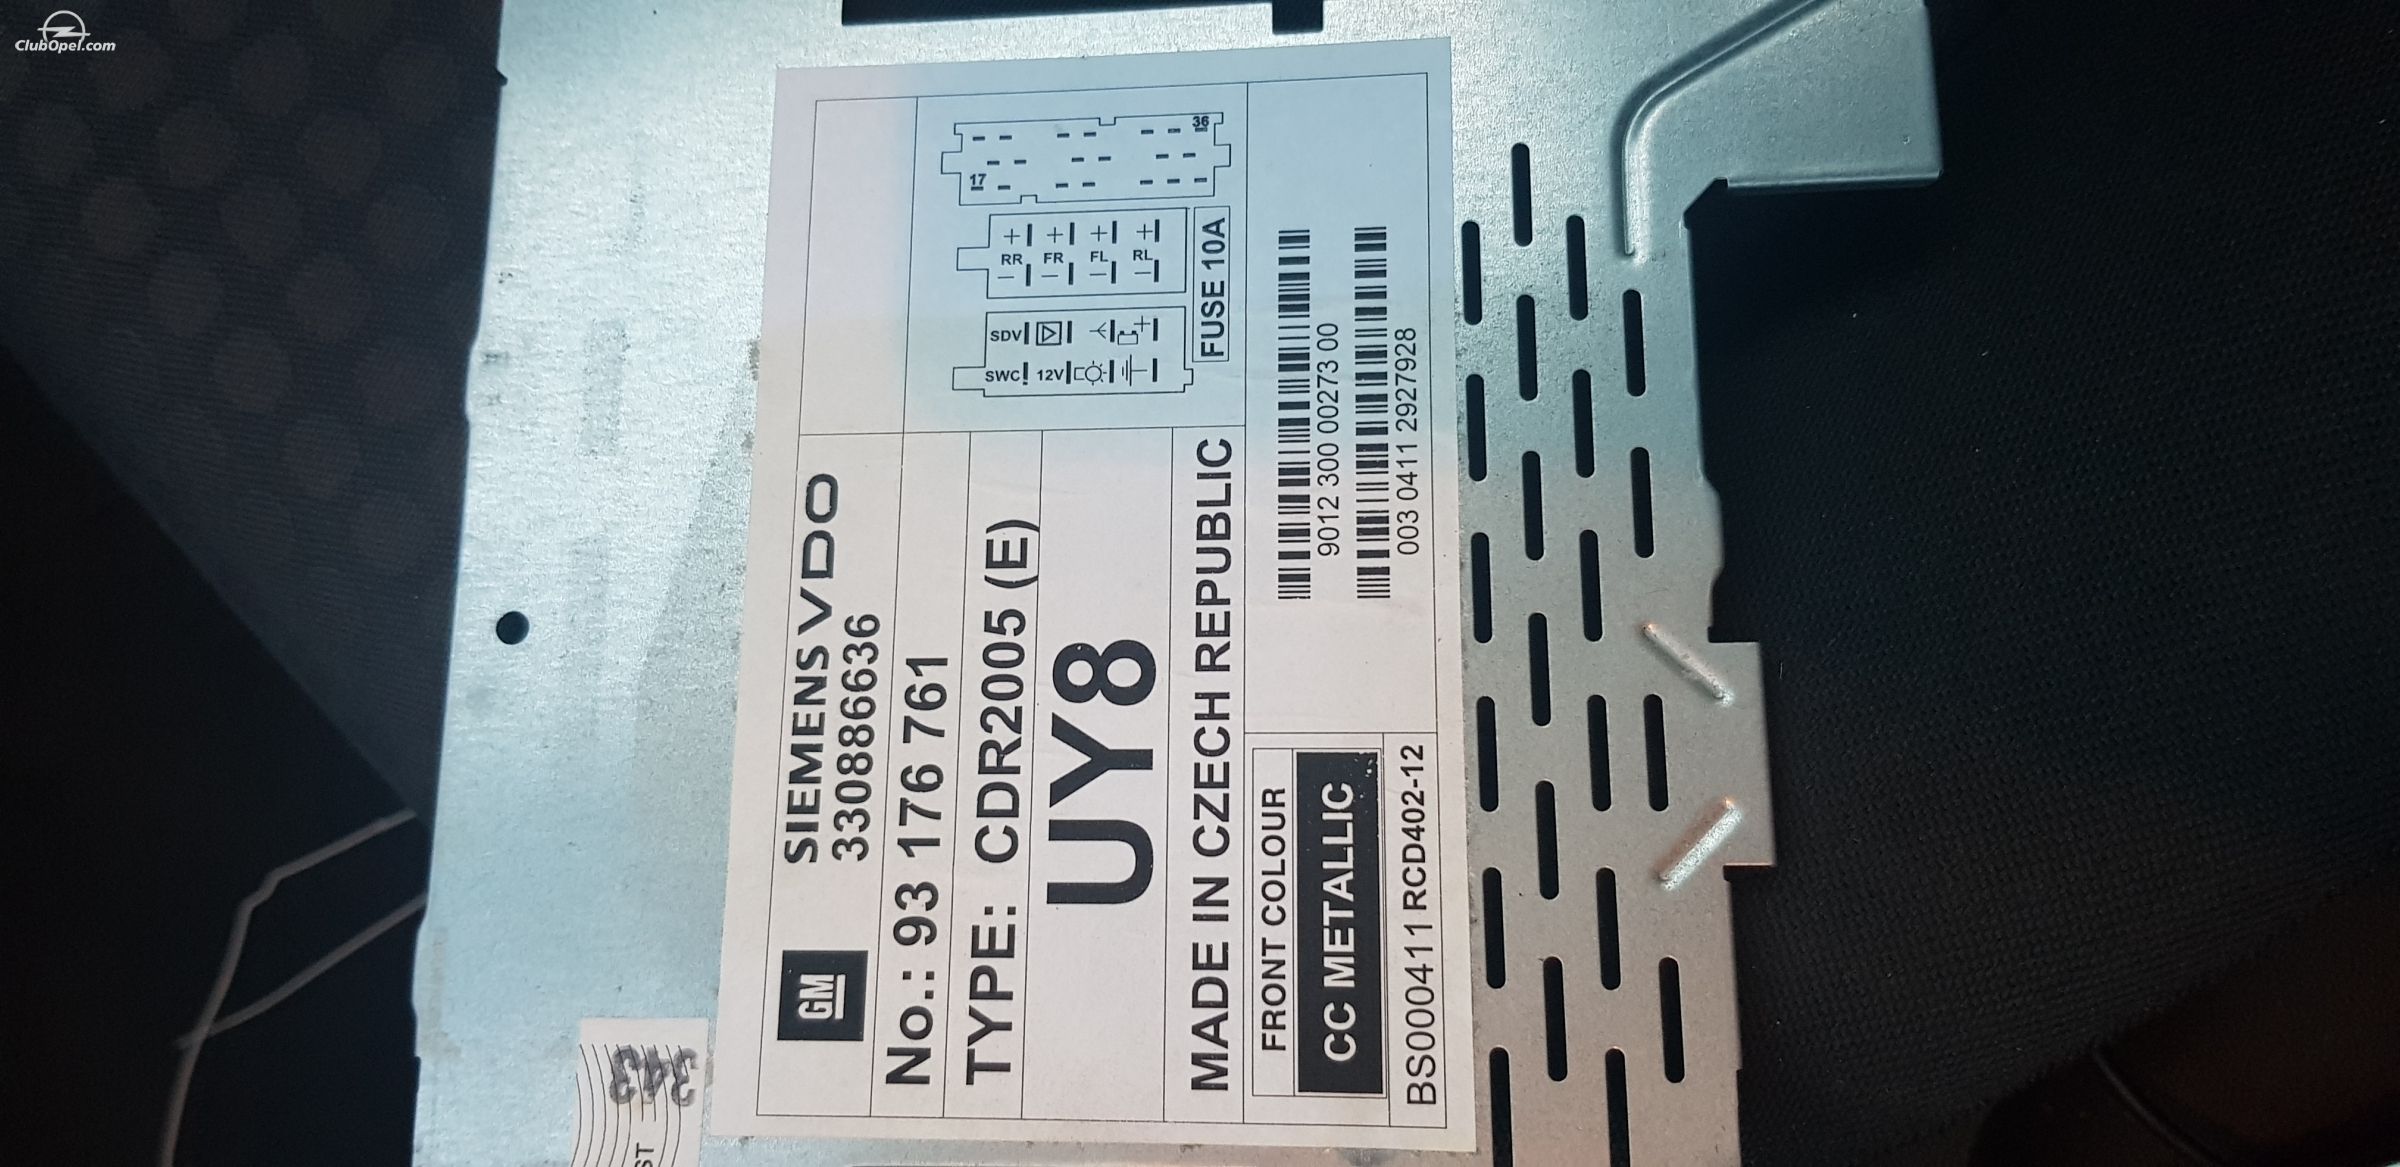 ClubOpel.com
GM
SIEMENS VDO
330886636
No.: 93 176 761
TYPE: CDR2005 (E)
UY8
MADE IN CZECH REPUBLIC
SWC SDV
12V
RR FR FL RL
17
36
FUSE 10A
FRONT COLOUR
CC METALLIC
BS000411 RCD402-12
9012 300 00273 00
003 0411 2927928
343
ST